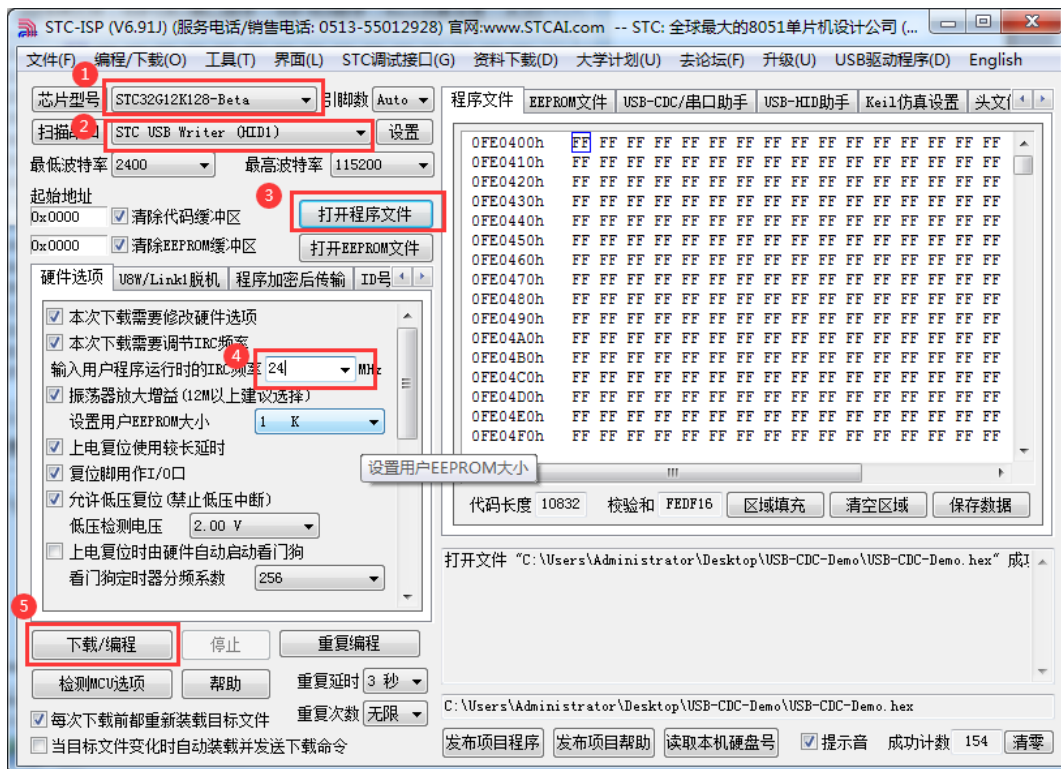 STC-ISP (V6.91J) (服务电话/销售电话: 0513-55012928) 官网:www.STCAI.com -- STC: 全球最大的8051单片机设计公司 (...
文件(F) 编程/下载(O) 工具(T) 界面(L) STC调试接口(G) 资料下载(D) 大学计划(U) 去论坛(F) 升级(U) USB驱动程序(D) English
1
芯片型号 STC32G12K128-Beta 引脚数 Auto
2
扫描 STC USB Writer (HID1) 设置
最低波特率 2400 最高波特率 115200
起始地址
3
0x0000 清除代码缓冲区 打开程序文件
0x0000 清除EEPROM缓冲区 打开EEPROM文件
硬件选项 U8W/Link1脱机 程序加密后传输 ID号
本次下载需要修改硬件选项
本次下载需要调节IRC频率
4
输入用户程序运行时的IRC频率 24 MHz
振荡器放大增益(12M以上建议选择)
设置用户EEPROM大小 1 K
上电复位使用较长延时
设置用户EEPROM大小
复位脚用作I/O口
允许低压复位(禁止低压中断)
低压检测电压 2.00 V
上电复位时由硬件自动启动看门狗
看门狗定时器分频系数 256
5
下载/编程 停止 重复编程
检测MCU选项 帮助 重复延时 3 秒
每次下载前都重新装载目标文件 重复次数 无限
当目标文件变化时自动装载并发送下载命令
程序文件 EEPROM文件 USB-CDC/串口助手 USB-HID助手 Keil仿真设置 头文
0FE0400h FF FF FF FF FF FF FF FF FF FF FF FF FF FF FF FF
0FE0410h FF FF FF FF FF FF FF FF FF FF FF FF FF FF FF FF
0FE0420h FF FF FF FF FF FF FF FF FF FF FF FF FF FF FF FF
0FE0430h FF FF FF FF FF FF FF FF FF FF FF FF FF FF FF FF
0FE0440h FF FF FF FF FF FF FF FF FF FF FF FF FF FF FF FF
0FE0450h FF FF FF FF FF FF FF FF FF FF FF FF FF FF FF FF
0FE0460h FF FF FF FF FF FF FF FF FF FF FF FF FF FF FF FF
0FE0470h FF FF FF FF FF FF FF FF FF FF FF FF FF FF FF FF
0FE0480h FF FF FF FF FF FF FF FF FF FF FF FF FF FF FF FF
0FE0490h FF FF FF FF FF FF FF FF FF FF FF FF FF FF FF FF
0FE04A0h FF FF FF FF FF FF FF FF FF FF FF FF FF FF FF FF
0FE04B0h FF FF FF FF FF FF FF FF FF FF FF FF FF FF FF FF
0FE04C0h FF FF FF FF FF FF FF FF FF FF FF FF FF FF FF FF
0FE04D0h FF FF FF FF FF FF FF FF FF FF FF FF FF FF FF FF
0FE04E0h FF FF FF FF FF FF FF FF FF FF FF FF FF FF FF FF
0FE04F0h FF FF FF FF FF FF FF FF FF FF FF FF FF FF FF FF
代码长度 10832 校验和 FEDF16 区域填充 清空区域 保存数据
打开文件 "C:\Users\Administrator\Desktop\USB-CDC-Demo\USB-CDC-Demo.hex" 成
C:\Users\Administrator\Desktop\USB-CDC-Demo\USB-CDC-Demo.hex
发布项目程序 发布项目帮助 读取本机硬盘号 提示音 成功计数 154 清零